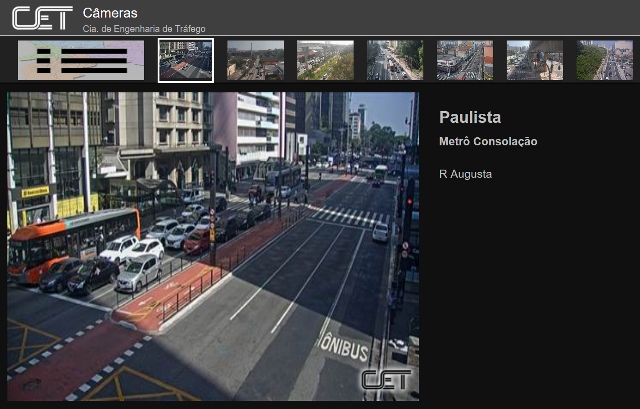 CET
Câmeras
Cia. de Engenharia de Tráfego
Paulista
Metrô Consolação
R Augusta
ÔNIBUS
CET